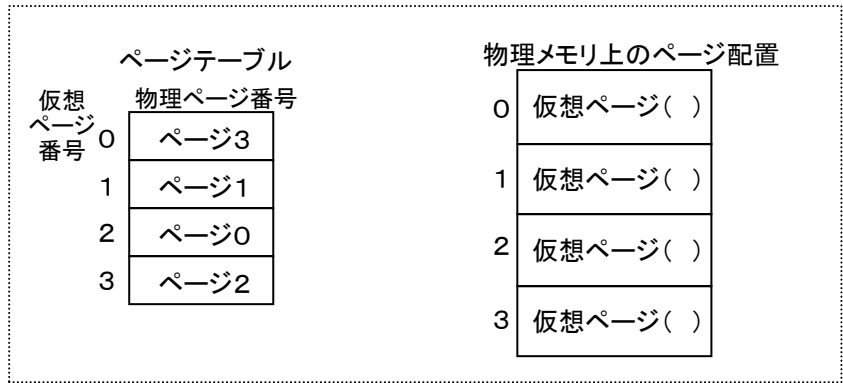 ページテーブル
仮想
ページ
番号
物理ページ番号
0 ページ3
1 ページ1
2 ページ0
3 ページ2
物理メモリ上のページ配置
0 仮想ページ( )
1 仮想ページ( )
2 仮想ページ( )
3 仮想ページ( )